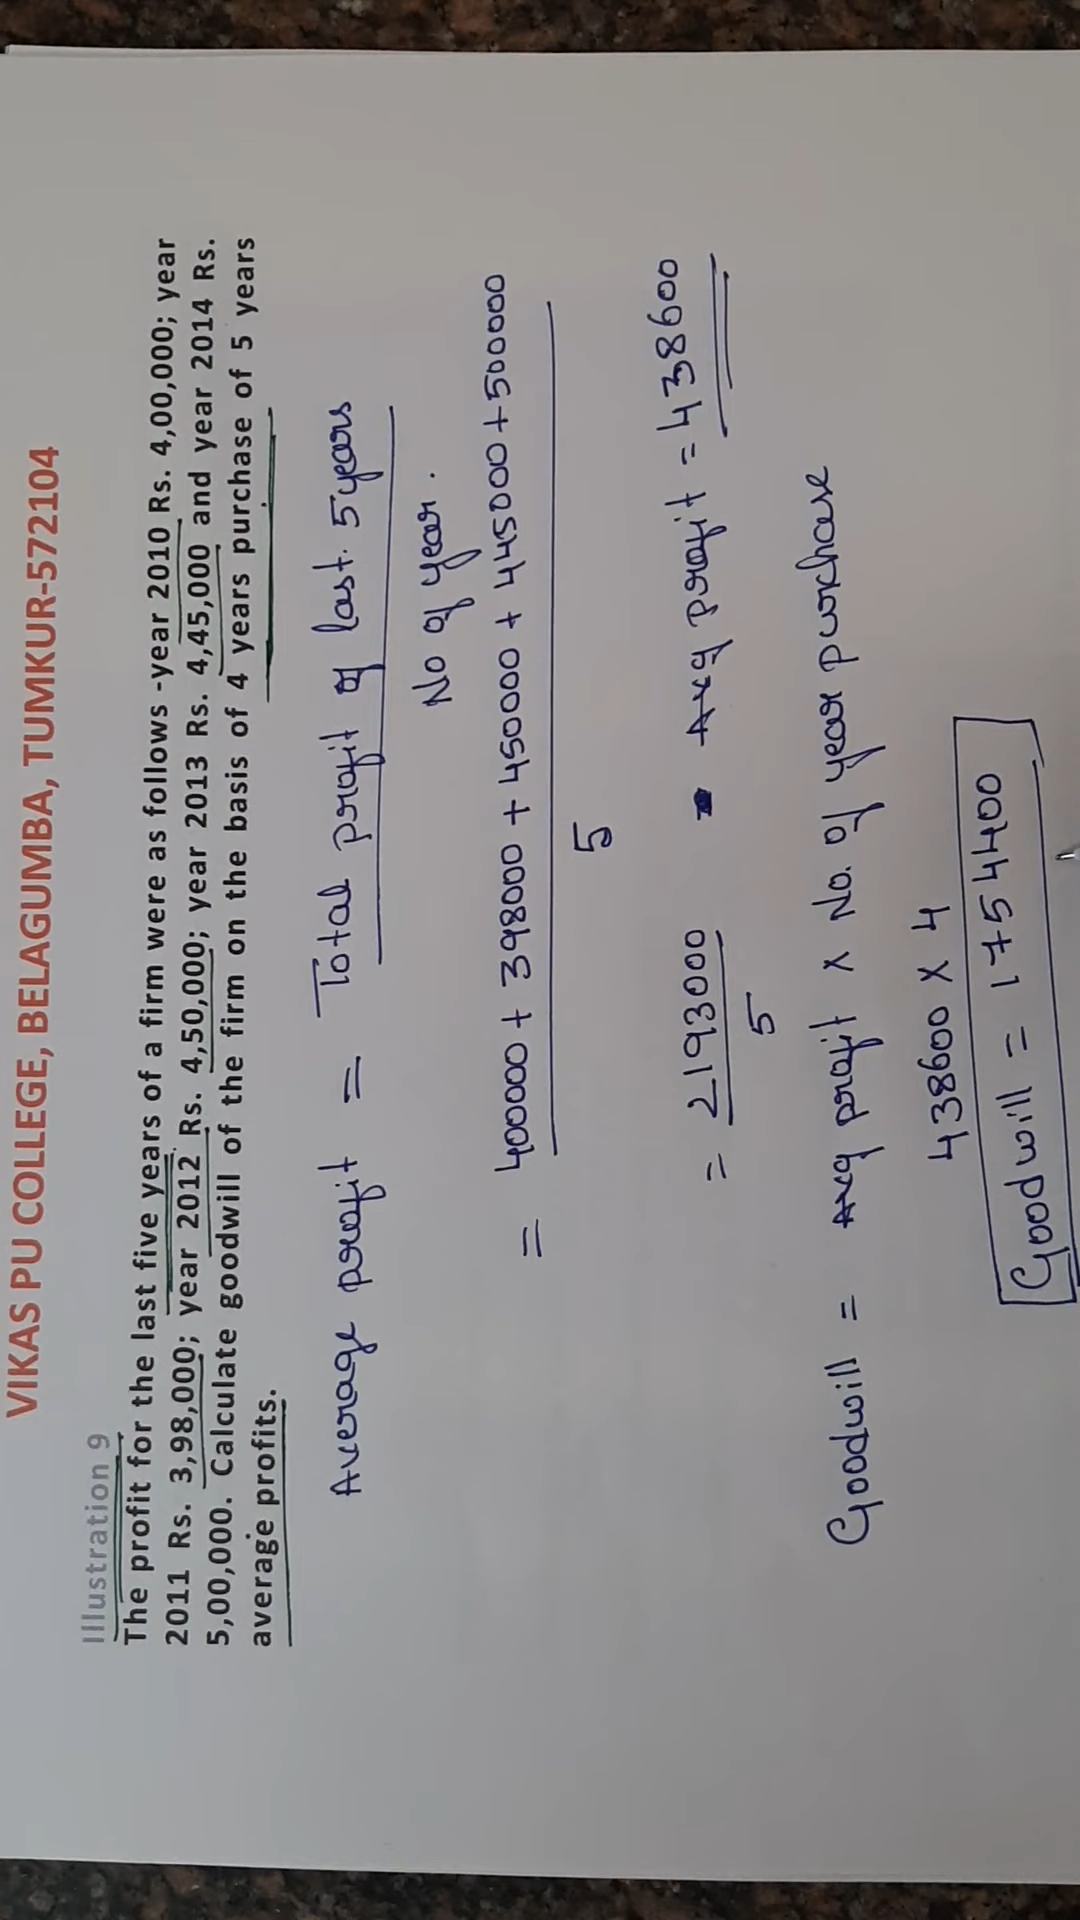 VIKAS PU COLLEGE, BELAGUMBA, TUMKUR-572104
Illustration 9
The profit for the last five years of a firm were as follows -year 2010 Rs. 4,00,000; year
2011 Rs. 3,98,000; year 2012 Rs. 4,50,000; year 2013 Rs. 4,45,000 and year 2014 Rs.
5,00,000. Calculate goodwill of the firm on the basis of 4 years purchase of 5 years
average profits.
Average profit = Total profit of last 5 years
No of year.
= 400000 + 398000 + 450000 + 445000 + 500000
5
= 2193000 Avg profit = 438600
5
Goodwill = Avg profit × No. of year purchase
438600 × 4
Goodwill = 1754400